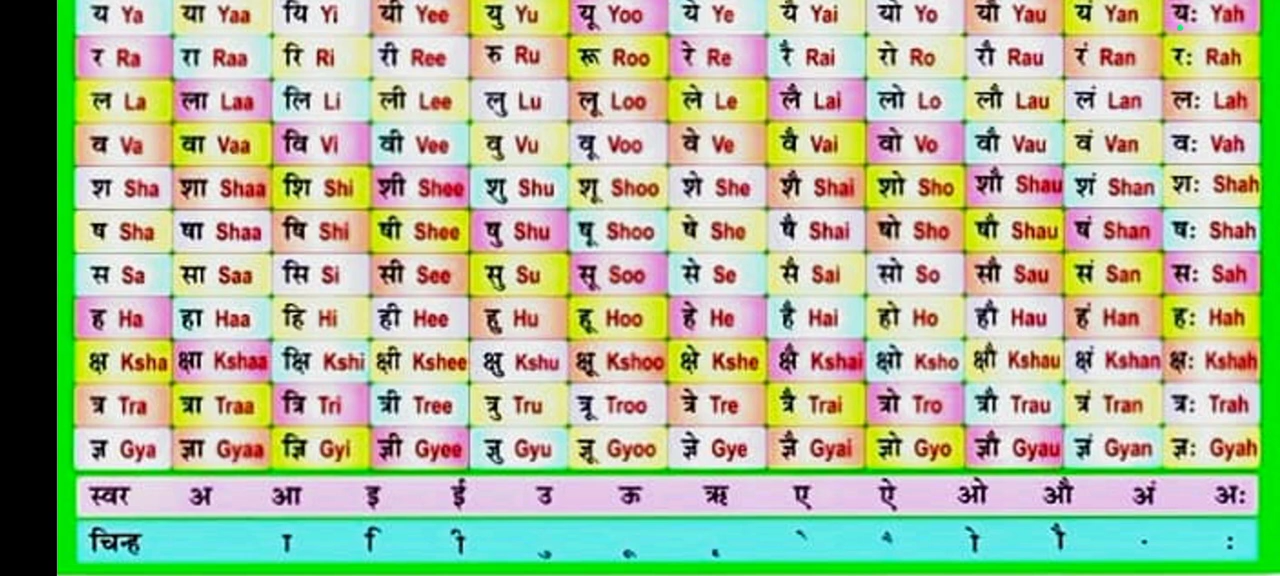 य Ya या Yaa यि Yi यी Yee यु Yu यू Yoo ये Ye यै Yai यो Yo यौ Yau यं Yan यः Yah
र Ra रा Raa रि Ri री Ree रु Ru रू Roo रे Re रै Rai रो Ro रौ Rau रं Ran रः Rah
ल La ला Laa लि Li ली Lee लु Lu लू Loo ले Le लै Lai लो Lo लौ Lau लं Lan लः Lah
व Va वा Vaa वि Vi वी Vee वु Vu वू Voo वे Ve वै Vai वो Vo वौ Vau वं Van वः Vah
श Sha शा Shaa शि Shi शी Shee शु Shu शू Shoo शे She शै Shai शो Sho शौ Shau शं Shan शः Shah
ष Sha षा Shaa षि Shi षी Shee षु Shu षू Shoo षे She षै Shai षो Sho षौ Shau षं Shan षः Shah
स Sa सा Saa सि Si सी See सु Su सू Soo से Se सै Sai सो So सौ Sau सं San सः Sah
ह Ha हा Haa हि Hi ही Hee हु Hu हू Hoo हे He है Hai हो Ho हौ Hau हं Han हः Hah
क्ष Ksha क्षा Kshaa क्षि Kshi क्षी Kshee क्षु Kshu क्षू Kshoo क्षे Kshe क्षै Kshai क्षो Ksho क्षौ Kshau क्षं Kshan क्षः Kshah
त्र Tra त्रा Traa त्रि Tri त्री Tree त्रु Tru त्रू Troo त्रे Tre त्रै Trai त्रो Tro त्रौ Trau त्रं Tran त्रः Trah
ज्ञ Gya ज्ञा Gyaa ज्ञि Gyi ज्ञी Gyee ज्ञु Gyu ज्ञू Gyoo ज्ञे Gye ज्ञै Gyai ज्ञो Gyo ज्ञौ Gyau ज्ञं Gyan ज्ञः Gyah
स्वर अ आ इ ई उ ऊ ऋ ए ऐ ओ औ अं अः
चिन्ह ा ि ी ु ू ृ े ै ो ौ ं ः